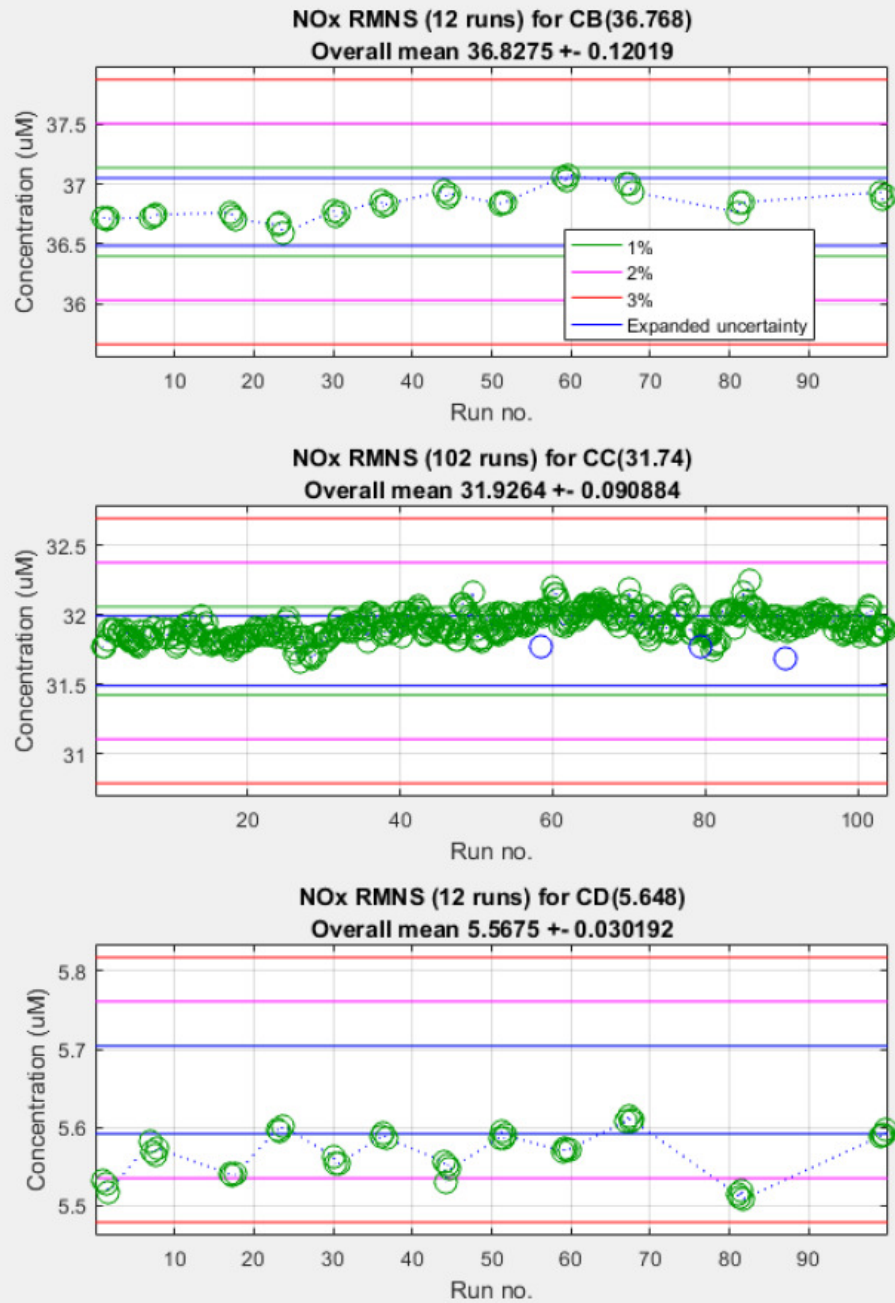 NOx RMNS (12 runs) for CB(36.768)
Overall mean 36.8275 +- 0.12019
Concentration (uM)
37.5
37
36.5
36
1%
2%
3%
Expanded uncertainty
10 20 30 40 50 60 70 80 90
Run no.
NOx RMNS (102 runs) for CC(31.74)
Overall mean 31.9264 +- 0.090884
Concentration (uM)
32.5
32
31.5
31
20 40 60 80 100
Run no.
NOx RMNS (12 runs) for CD(5.648)
Overall mean 5.5675 +- 0.030192
Concentration (uM)
5.8
5.7
5.6
5.5
10 20 30 40 50 60 70 80 90
Run no.